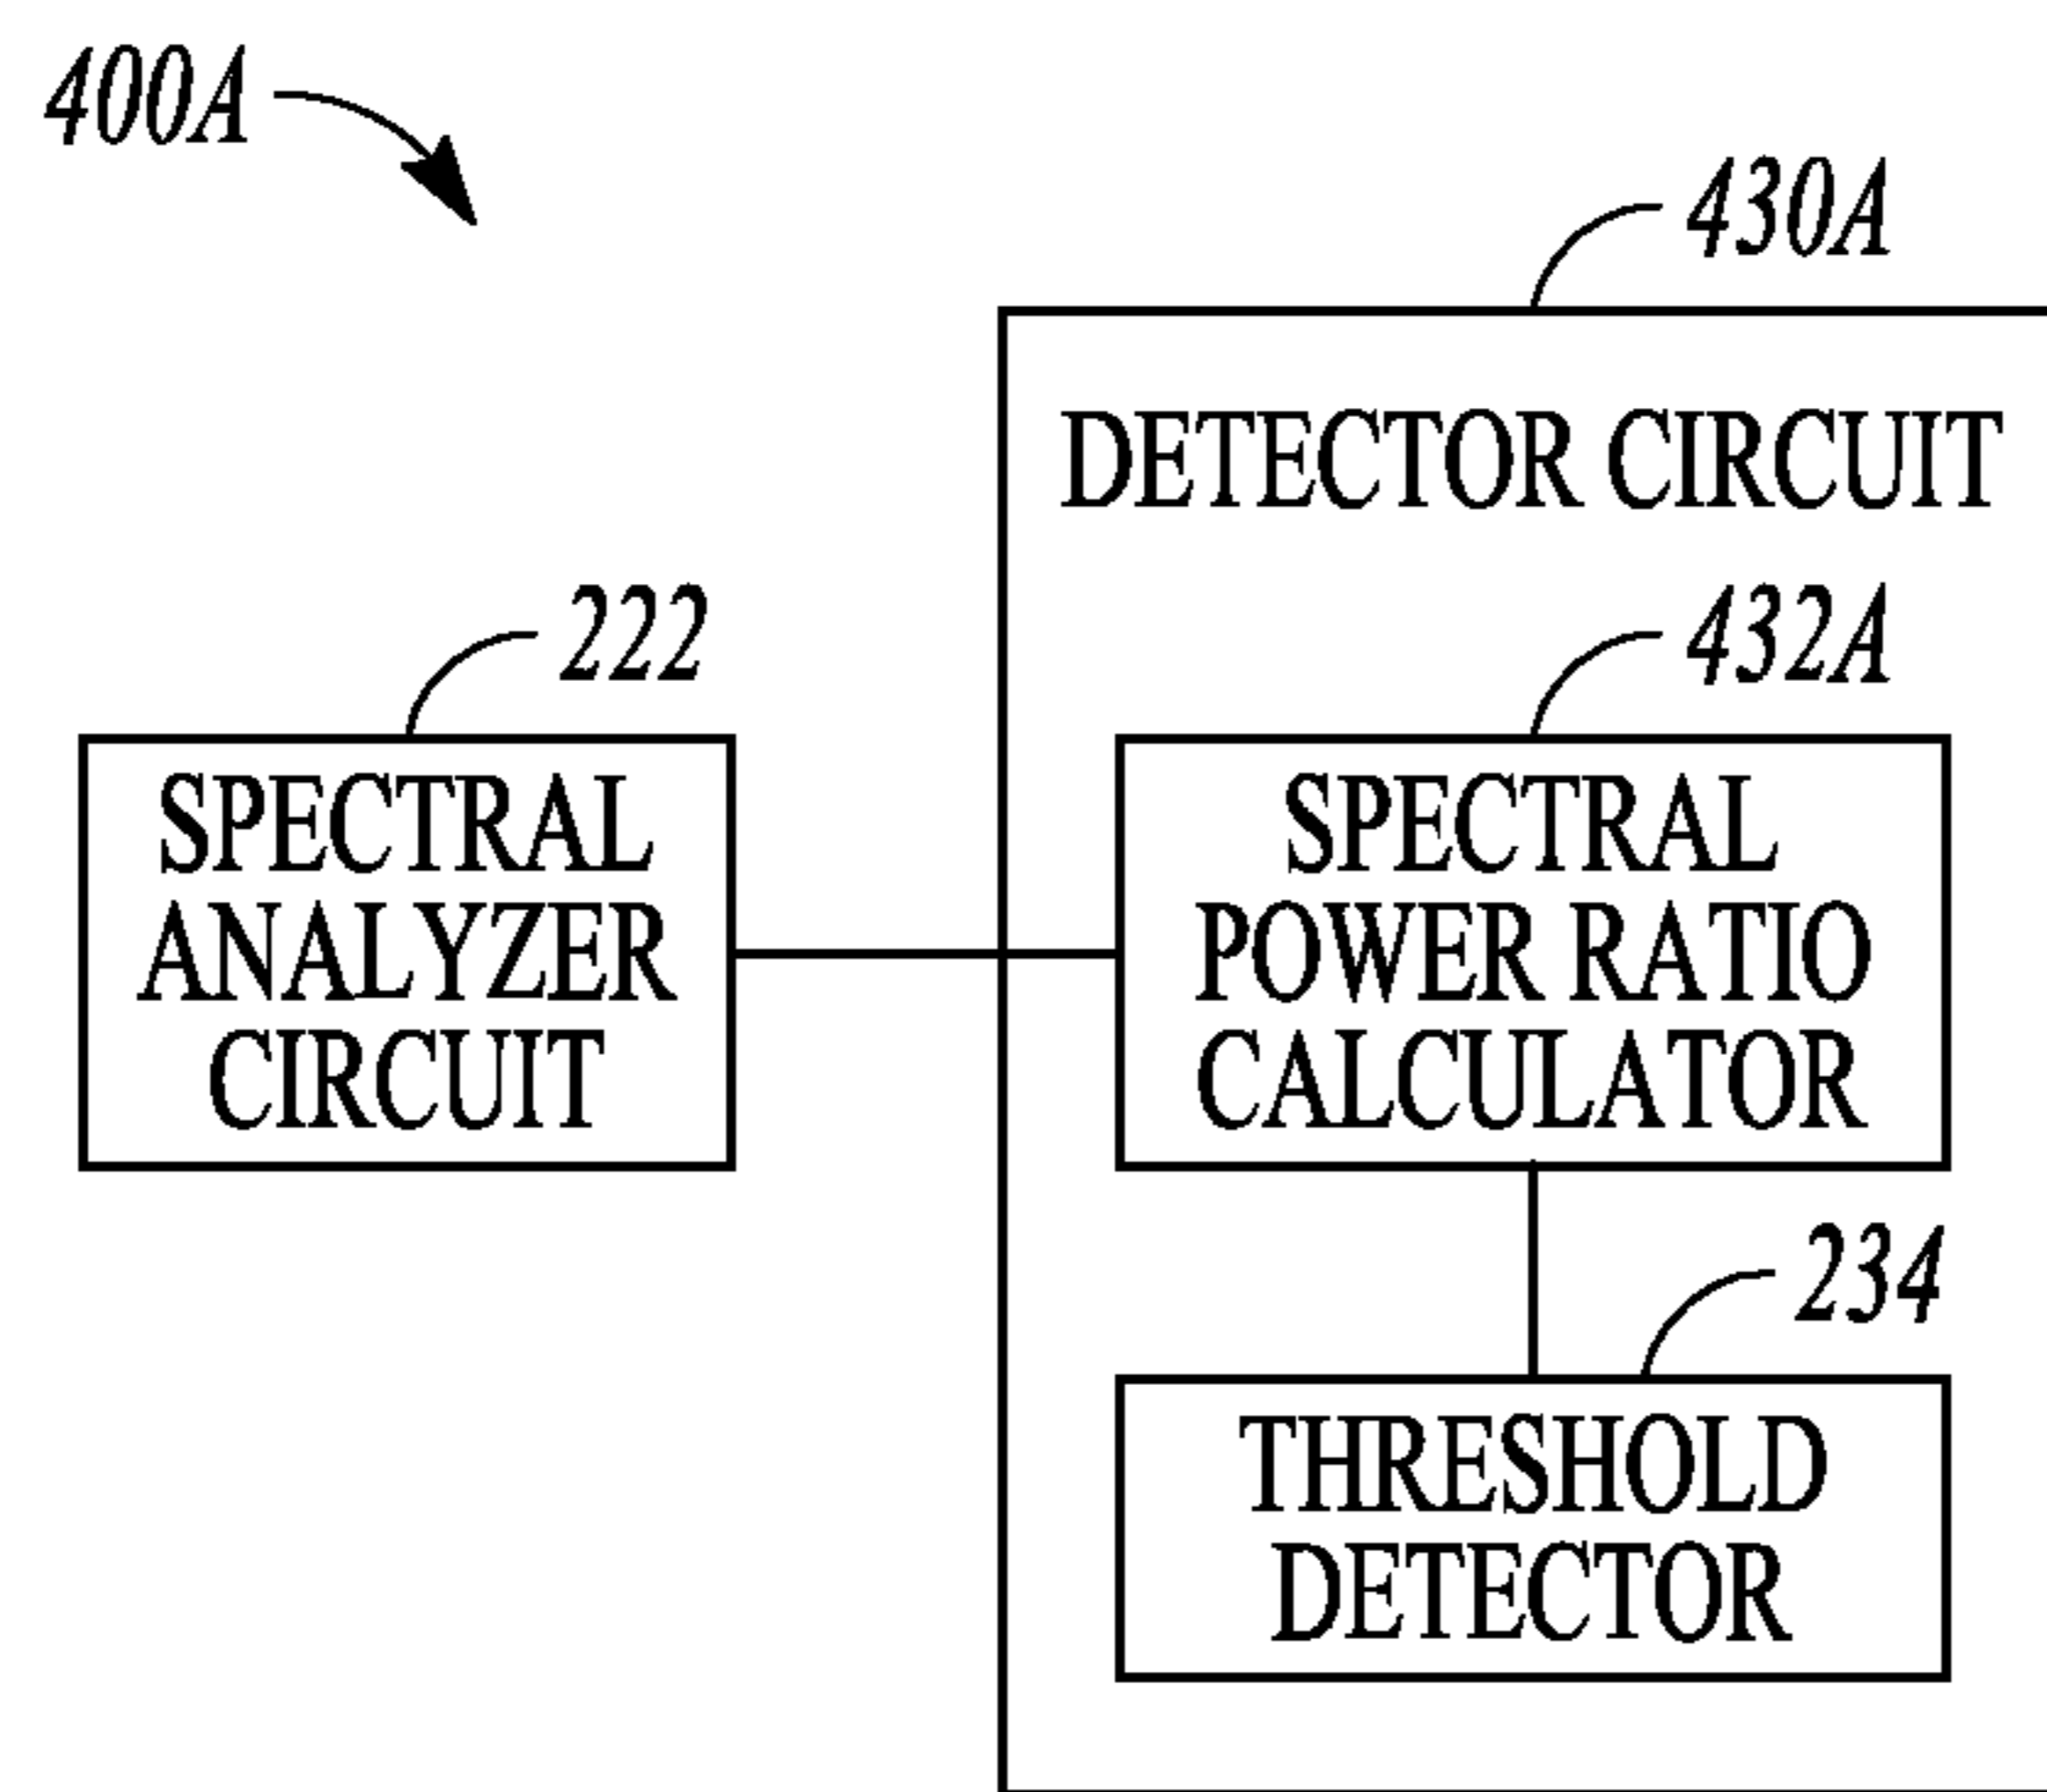 400A
430A
DETECTOR CIRCUIT
222
432A
SPECTRAL
ANALYZER
CIRCUIT
SPECTRAL
POWER RATIO
CALCULATOR
234
THRESHOLD
DETECTOR